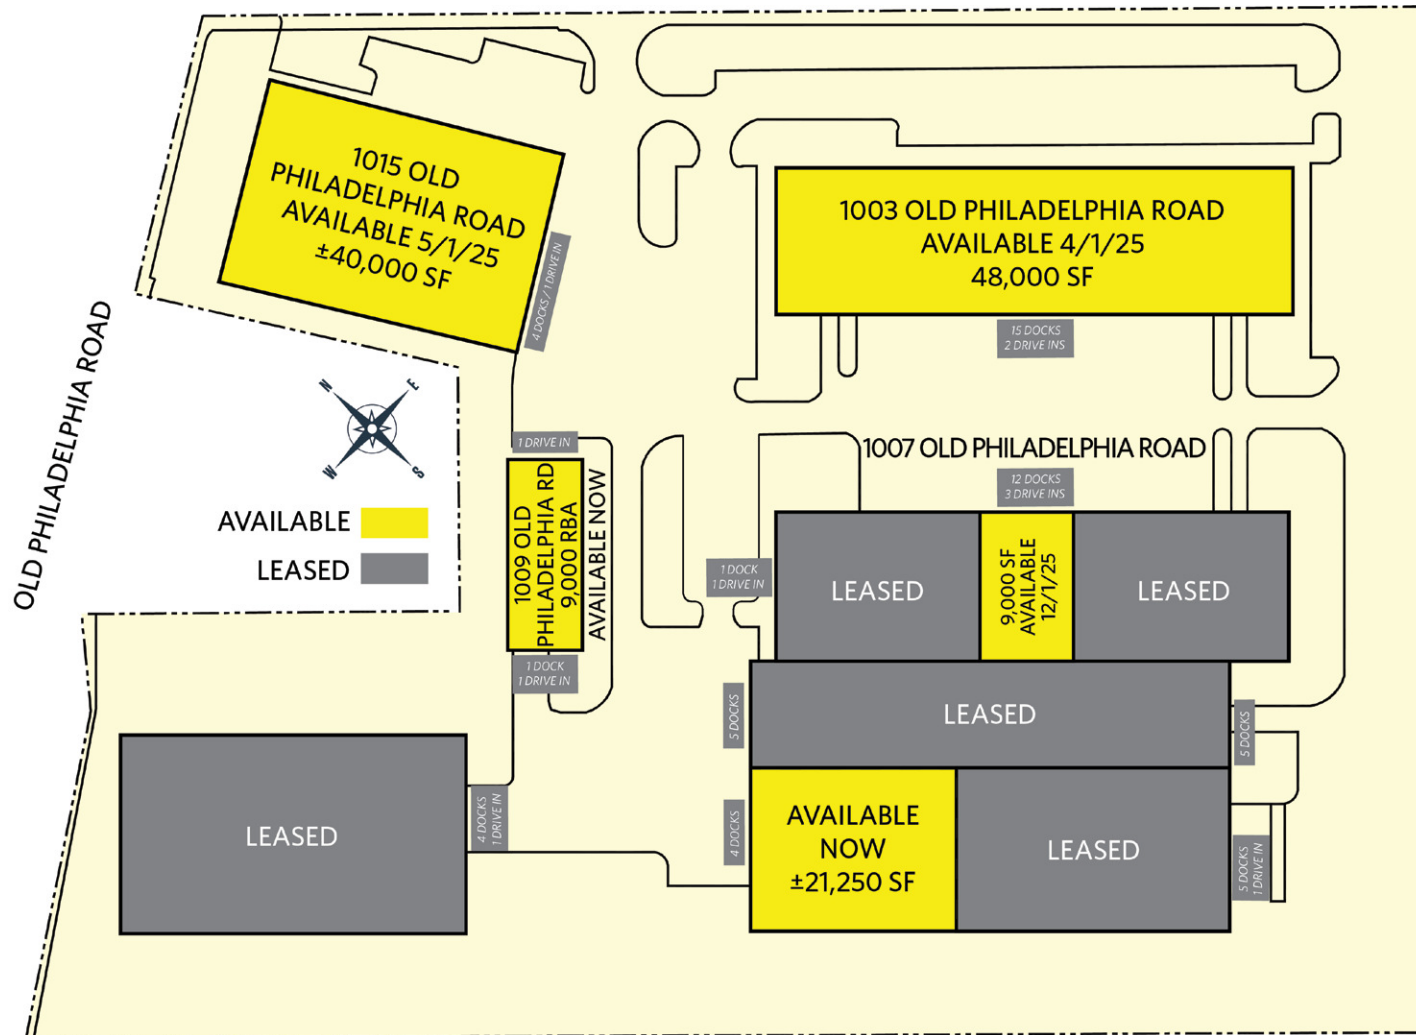 1015 OLD
PHILADELPHIA ROAD
AVAILABLE 5/1/25
±40,000 SF
4 DOCKS / 1 DRIVE IN
1003 OLD PHILADELPHIA ROAD
AVAILABLE 4/1/25
48,000 SF
15 DOCKS
2 DRIVE INS
OLD PHILADELPHIA ROAD
N
E
W
S
AVAILABLE
LEASED
1 DRIVE IN
1009 OLD
PHILADELPHIA RD
9,000 RBA
AVAILABLE NOW
1 DOCK
1 DRIVE IN
1007 OLD PHILADELPHIA ROAD
12 DOCKS
3 DRIVE INS
1 DOCK
1 DRIVE IN
LEASED
9,000 SF
AVAILABLE
12/1/25
LEASED
5 DOCKS
LEASED
5 DOCKS
LEASED
4 DOCKS
1 DRIVE IN
4 DOCKS
AVAILABLE
NOW
±21,250 SF
LEASED
5 DOCKS
1 DRIVE IN